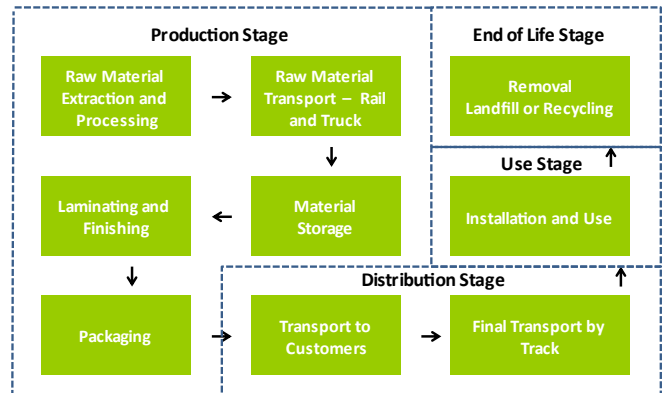 Production Stage
Raw Material
Extraction and
Processing
Raw Material
Transport – Rail
and Truck
Material
Storage
Laminating and
Finishing
Packaging
Distribution Stage
Transport to
Customers
Final Transport by
Track
Use Stage
Installation and Use
End of Life Stage
Removal
Landfill or Recycling